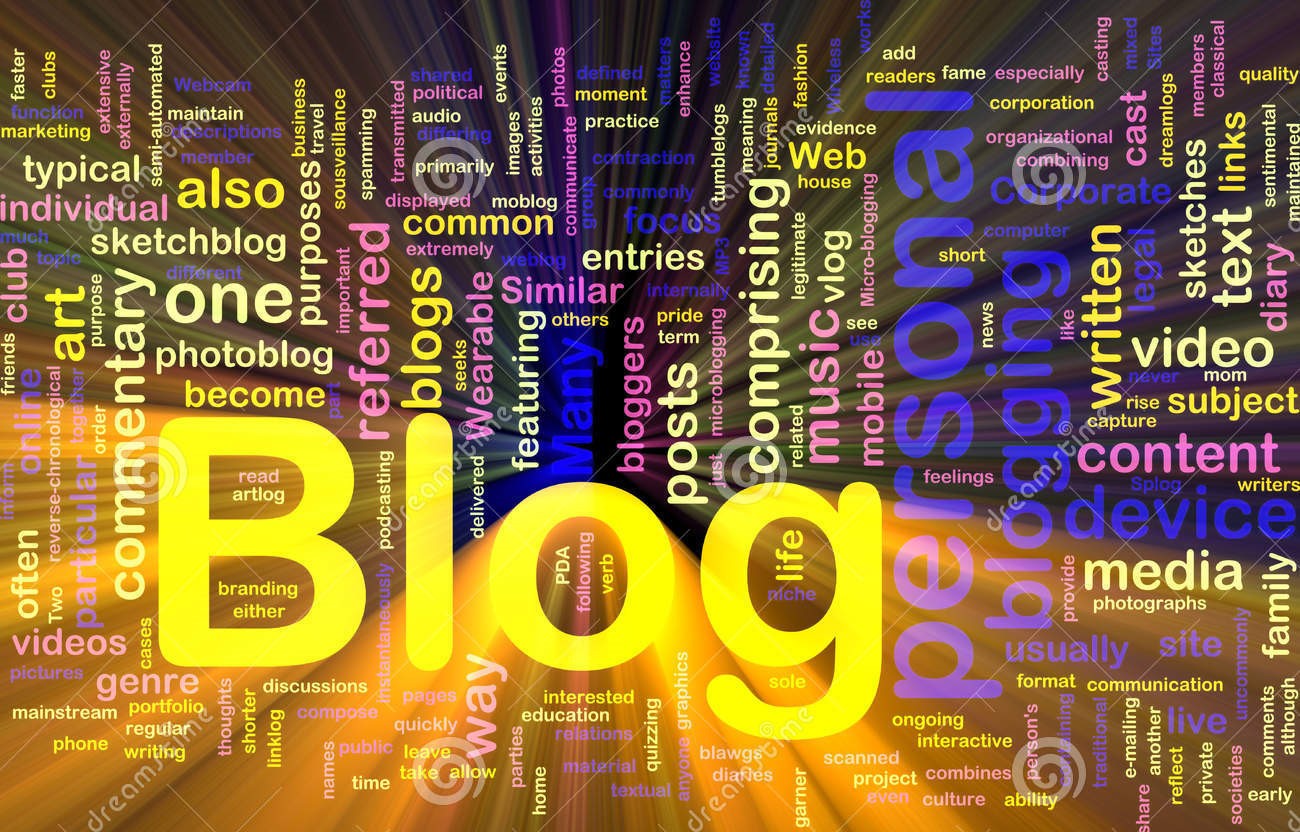 faster
clubs
extensive
externally
semi-automated
Webcam
function
marketing
maintain
descriptions
member
business
travel
sousveillance
spamming
transmitted
shared
political
audio
differing
primarily
events
images
activities
photos
communicate
defined
moment
practice
matters
enhance
website
known
detailed
works
fashion
Wireless
add
readers
fame
especially
casting
mixed
Sites
members
classical
quality
corporation
evidence
organizational
combining
cast
dreamlogs
links
sentimental
maintained
typical
also
individual
much
topic
sketchblog
different
purposes
important
displayed
moblog
common
extremely
weblog
group
contraction
commonly
focus
tumblelogs
meaning
journals
Web
house
entries
MP3
internally
legitimate
Micro-blogging
vlog
short
personal
Corporate
computer
sketches
text
diary
club
art
purpose
commentary
one
photoblog
become
part
referred
blogs
seeks
Wearable
Similar
others
featuring
Many
pride
term
bloggers
microblogging
posts
just
comprising
related
music
see
use
mobile
news
blogging
like
written
legal
video
never
mom
rise
subject
capture
friends
online
together
order
reverse-chronological
inform
particular
often
Two
Blog
read
artlog
branding
either
podcasting
delivered
PDA
following
verb
life
niche
feelings
content
Splog
writers
device
media
photographs
provide
family
videos
pictures
cases
genre
instantaneously
way
usually
site
uncommonly
format
communication
mainstream
portfolio
regular
writing
phone
thoughts
shorter
linklog
discussions
compose
pages
quickly
public
names
leave
take
allow
time
parties
home
interested
education
relations
material
textual
quizzing
graphics
anyone
sole
blawgs
diaries
garner
scanned
project
even
ongoing
interactive
combines
culture
ability
person's
traditional
e-mailing
another
share
live
reflect
private
societies
comments
although
early
dreamstime